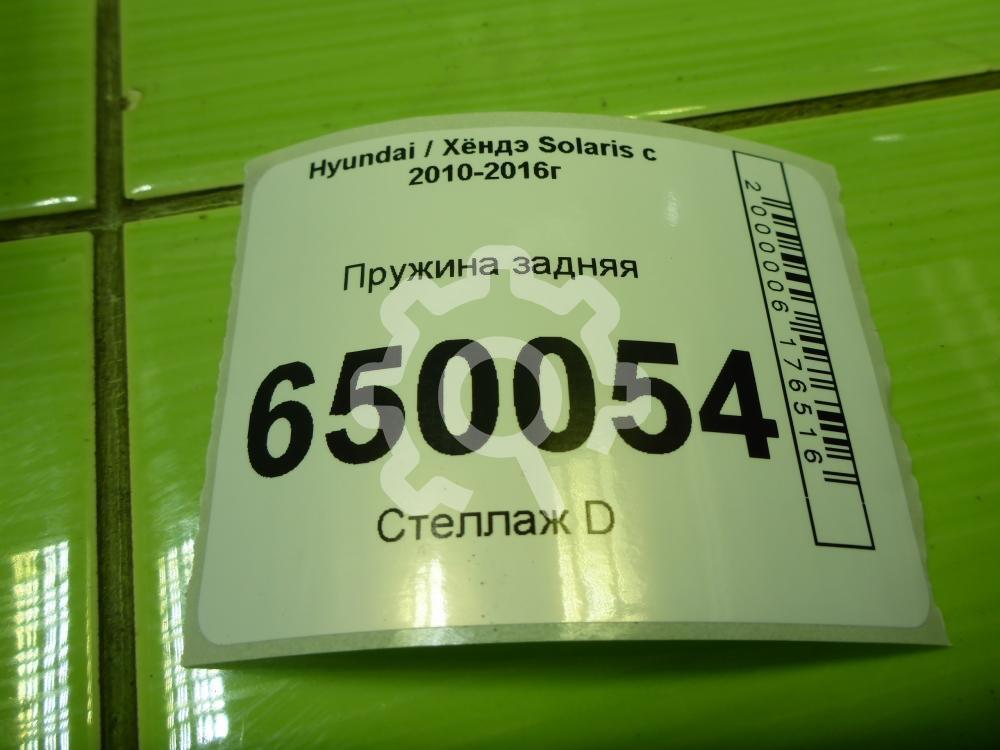 Hyundai / Хёндэ Solaris с
2010-2016г
Пружина задняя
650054
Стеллаж D
2000006176516